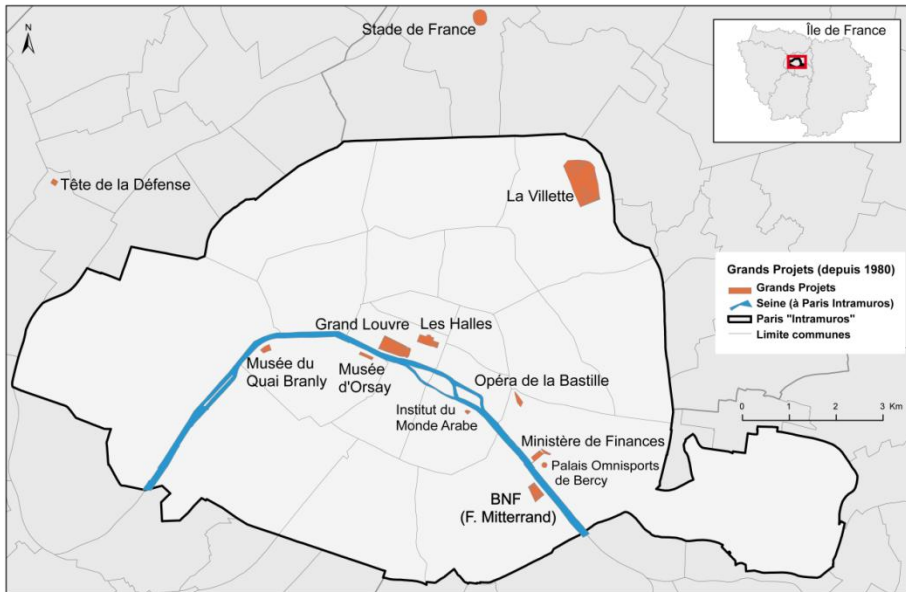 N
Stade de France
Île de France
Tête de la Défense
La Villette
Grands Projets (depuis 1980)
Grands Projets
Seine (à Paris Intramuros)
Paris "Intramuros"
Limite communes
Grand Louvre
Les Halles
Musée du
Quai Branly
Musée
d'Orsay
Opéra de la Bastille
Institut du
Monde Arabe
0 1 2 3 Km
Ministère de Finances
Palais Omnisports
de Bercy
BNF
(F. Mitterrand)